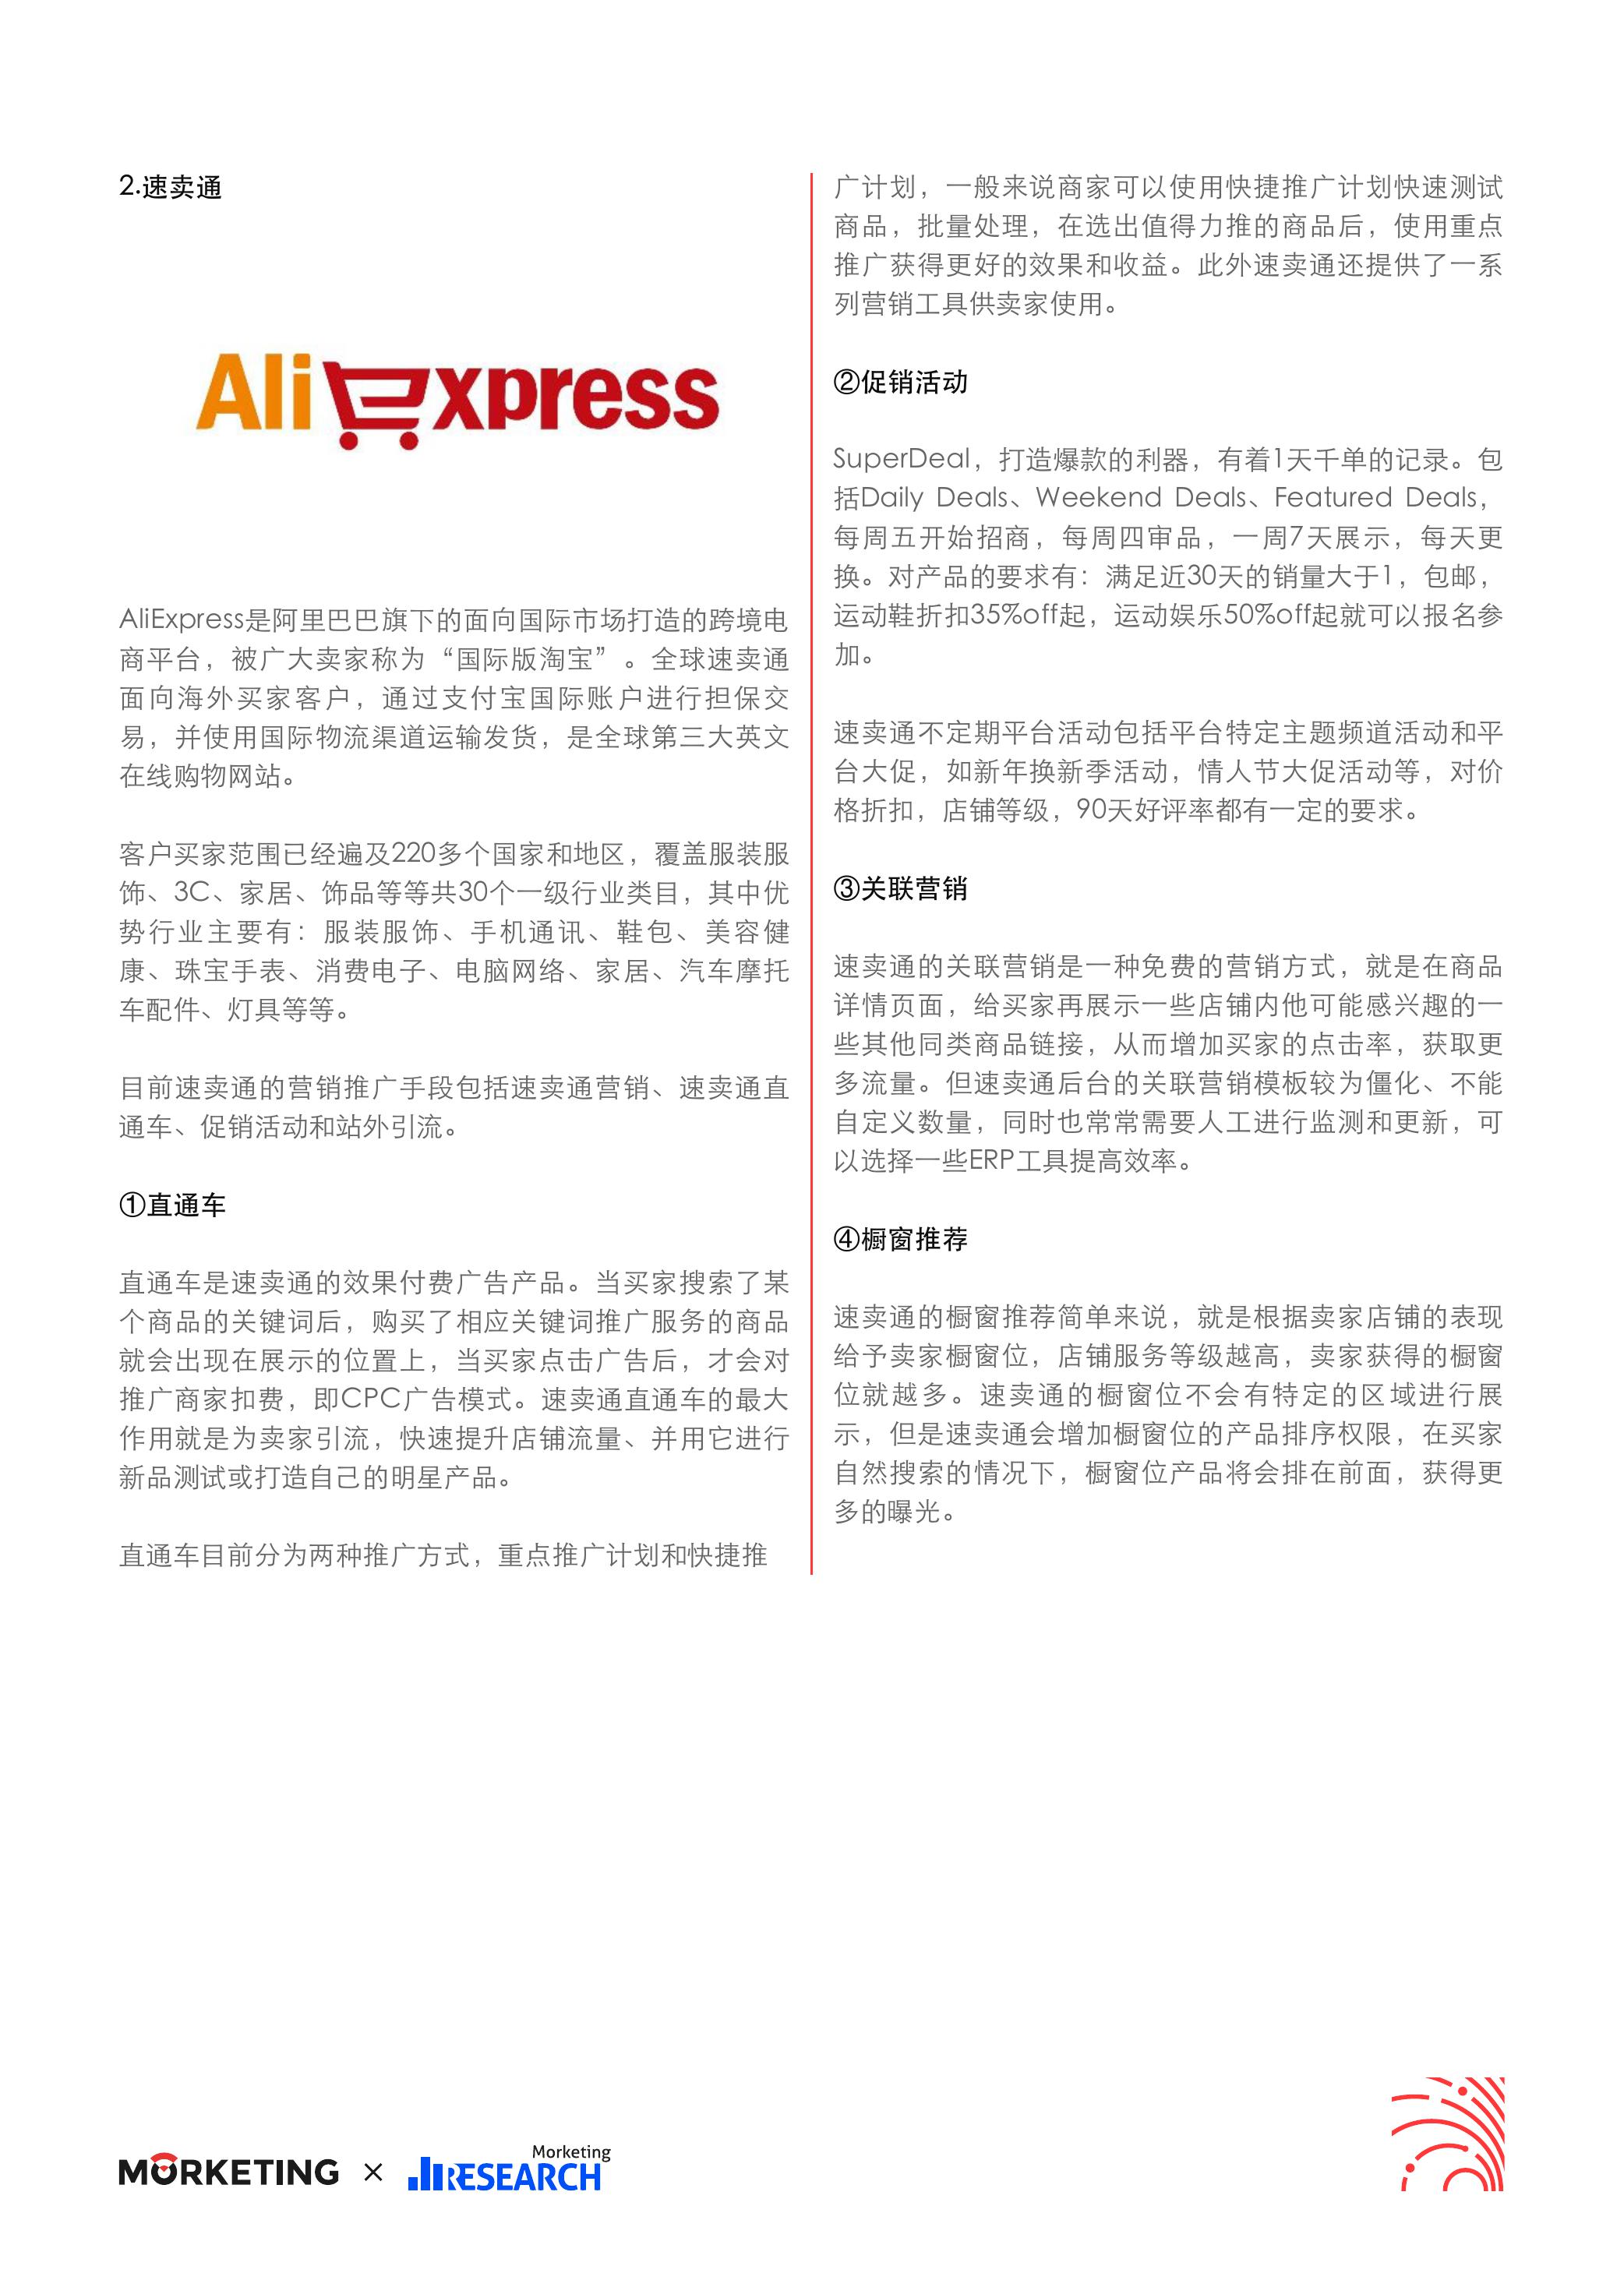 2.速卖通
AliExpress
AliExpress是阿里巴巴旗下的面向国际市场打造的跨境电
商平台，被广大卖家称为“国际版淘宝”。全球速卖通
面向海外买家客户，通过支付宝国际账户进行担保交
易，并使用国际物流渠道运输发货，是全球第三大英文
在线购物网站。
客户买家范围已经遍及220多个国家和地区，覆盖服装服
饰、3C、家居、饰品等等共30个一级行业类目，其中优
势行业主要有：服装服饰、手机通讯、鞋包、美容健
康、珠宝手表、消费电子、电脑网络、家居、汽车摩托
车配件、灯具等等。
目前速卖通的营销推广手段包括速卖通营销、速卖通直
通车、促销活动和站外引流。
①直通车
直通车是速卖通的效果付费广告产品。当买家搜索了某
个商品的关键词后，购买了相应关键词推广服务的商品
就会出现在展示的位置上，当买家点击广告后，才会对
推广商家扣费，即CPC广告模式。速卖通直通车的最大
作用就是为卖家引流，快速提升店铺流量、并用它进行
新品测试或打造自己的明星产品。
直通车目前分为两种推广方式，重点推广计划和快捷推
广计划，一般来说商家可以使用快捷推广计划快速测试
商品，批量处理，在选出值得力推的商品后，使用重点
推广获得更好的效果和收益。此外速卖通还提供了一系
列营销工具供卖家使用。
②促销活动
SuperDeal，打造爆款的利器，有着1天千单的记录。包
括Daily Deals、Weekend Deals、Featured Deals，
每周五开始招商，每周四审品，一周7天展示，每天更
换。对产品的要求有：满足近30天的销量大于1，包邮，
运动鞋折扣35%off起，运动娱乐50%off起就可以报名参
加。
速卖通不定期平台活动包括平台特定主题频道活动和平
台大促，如新年换新季活动，情人节大促活动等，对价
格折扣，店铺等级，90天好评率都有一定的要求。
③关联营销
速卖通的关联营销是一种免费的营销方式，就是在商品
详情页面，给买家再展示一些店铺内他可能感兴趣的一
些其他同类商品链接，从而增加买家的点击率，获取更
多流量。但速卖通后台的关联营销模板较为僵化、不能
自定义数量，同时也常常需要人工进行监测和更新，可
以选择一些ERP工具提高效率。
④橱窗推荐
速卖通的橱窗推荐简单来说，就是根据卖家店铺的表现
给予卖家橱窗位，店铺服务等级越高，卖家获得的橱窗
位就越多。速卖通的橱窗位不会有特定的区域进行展
示，但是速卖通会增加橱窗位的产品排序权限，在买家
自然搜索的情况下，橱窗位产品将会排在前面，获得更
多的曝光。
MORKETING × Morketing RESEARCH